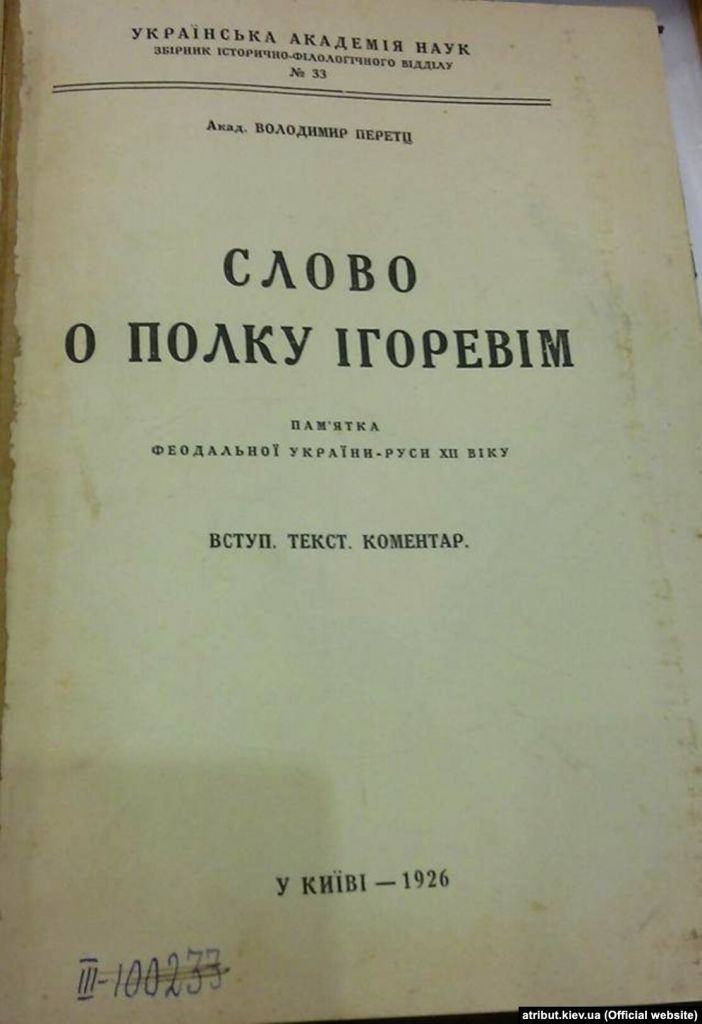 УКРАЇНСЬКА АКАДЕМІЯ НАУК
ЗБІРНИК ІСТОРИЧНО-ФІЛОЛОГІЧНОГО ВІДДІЛУ
№ 33
Акад. ВОЛОДИМИР ПЕРЕТЦ
СЛОВО
О ПОЛКУ ІГОРЕВІМ
ПАМ'ЯТКА
ФЕОДАЛЬНОЇ УКРАЇНИ-РУСИ XII ВІКУ
ВСТУП. ТЕКСТ. КОМЕНТАР.
У КИЇВІ — 1926
III-100233
atribut.kiev.ua (Official website)